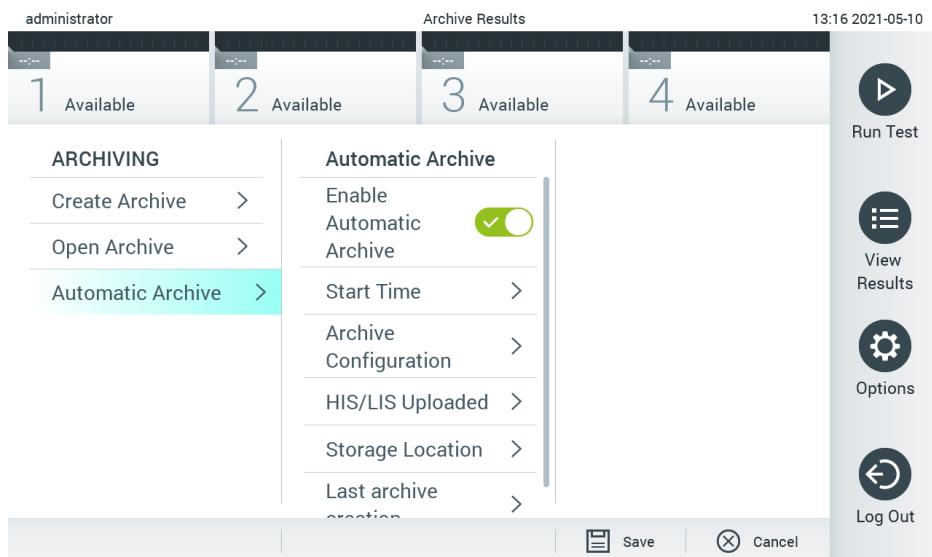 administrator
Archive Results
13:16 2021-05-10
--:--
--:--
--:--
--:--
1 Available
2 Available
3 Available
4 Available
Run Test
View
Results
Options
Log Out
ARCHIVING
Create Archive
Open Archive
Automatic Archive
Automatic Archive
Enable
Automatic
Archive
Start Time
Archive
Configuration
HIS/LIS Uploaded
Storage Location
Last archive
creation
Save
Cancel